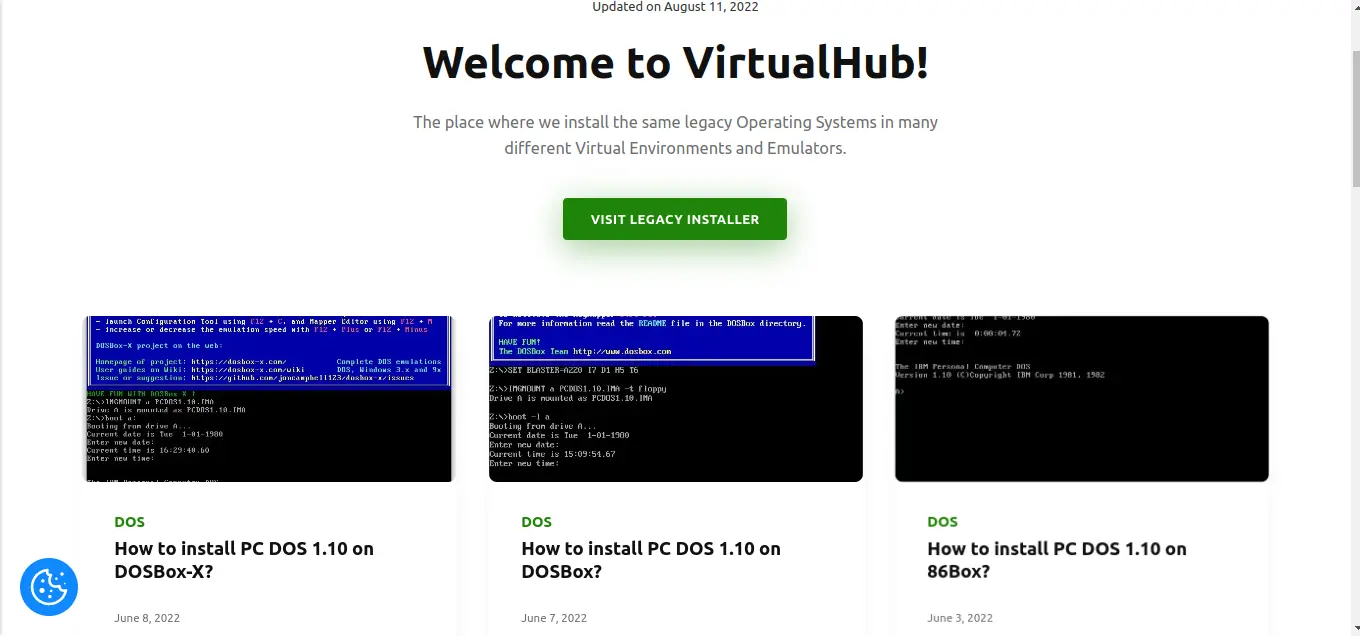 Updated on August 11, 2022
Welcome to VirtualHub!
The place where we install the same legacy Operating Systems in many
different Virtual Environments and Emulators.
VISIT LEGACY INSTALLER
- launch Configuration Tool using F12 + C, and Mapper Editor using F12 + M
- increase or decrease the emulation speed with F12 + Plus or F12 + Minus
DOSBox-X project on the web:
Homepage of project: https://dosbox-x.com/ Complete DOS emulations
User guides on Wiki: https://dosbox-x.com/wiki DOS, Windows 3.x and 9x
Issue or suggestion: https://github.com/joncampbell123/dosbox-x/issues
HAVE FUN WITH DOSBox-X !
Z:\>IMGMOUNT a PCDOS1.10.IMA
Drive A is mounted as PCDOS1.10.IMA
Z:\>boot a:
Booting from drive A...
Current date is Tue 1-01-1980
Enter new date:
Current time is 16:29:40.60
Enter new time:
For more information read the README file in the DOSBox directory.
HAVE FUN!
The DOSBox Team http://www.dosbox.com
Z:\>SET BLASTER=A220 I7 D1 H5 T6
Z:\>IMGMOUNT a PCDOS1.10.IMA -t floppy
Drive A is mounted as PCDOS1.10.IMA
Z:\>boot -l a
Booting from drive A...
Current date is Tue 1-01-1980
Enter new date:
Current time is 15:09:54.67
Enter new time:
Current date is Tue 1-01-1980
Enter new date:
Current time is 0:00:04.72
Enter new time:
The IBM Personal Computer DOS
Version 1.10 (C)Copyright IBM Corp 1981, 1982
A>
DOS
How to install PC DOS 1.10 on
DOSBox-X?
June 8, 2022
DOS
How to install PC DOS 1.10 on
DOSBox?
June 7, 2022
DOS
How to install PC DOS 1.10 on
86Box?
June 3, 2022